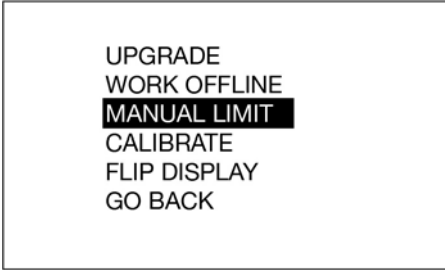 UPGRADE
WORK OFFLINE
MANUAL LIMIT
CALIBRATE
FLIP DISPLAY
GO BACK